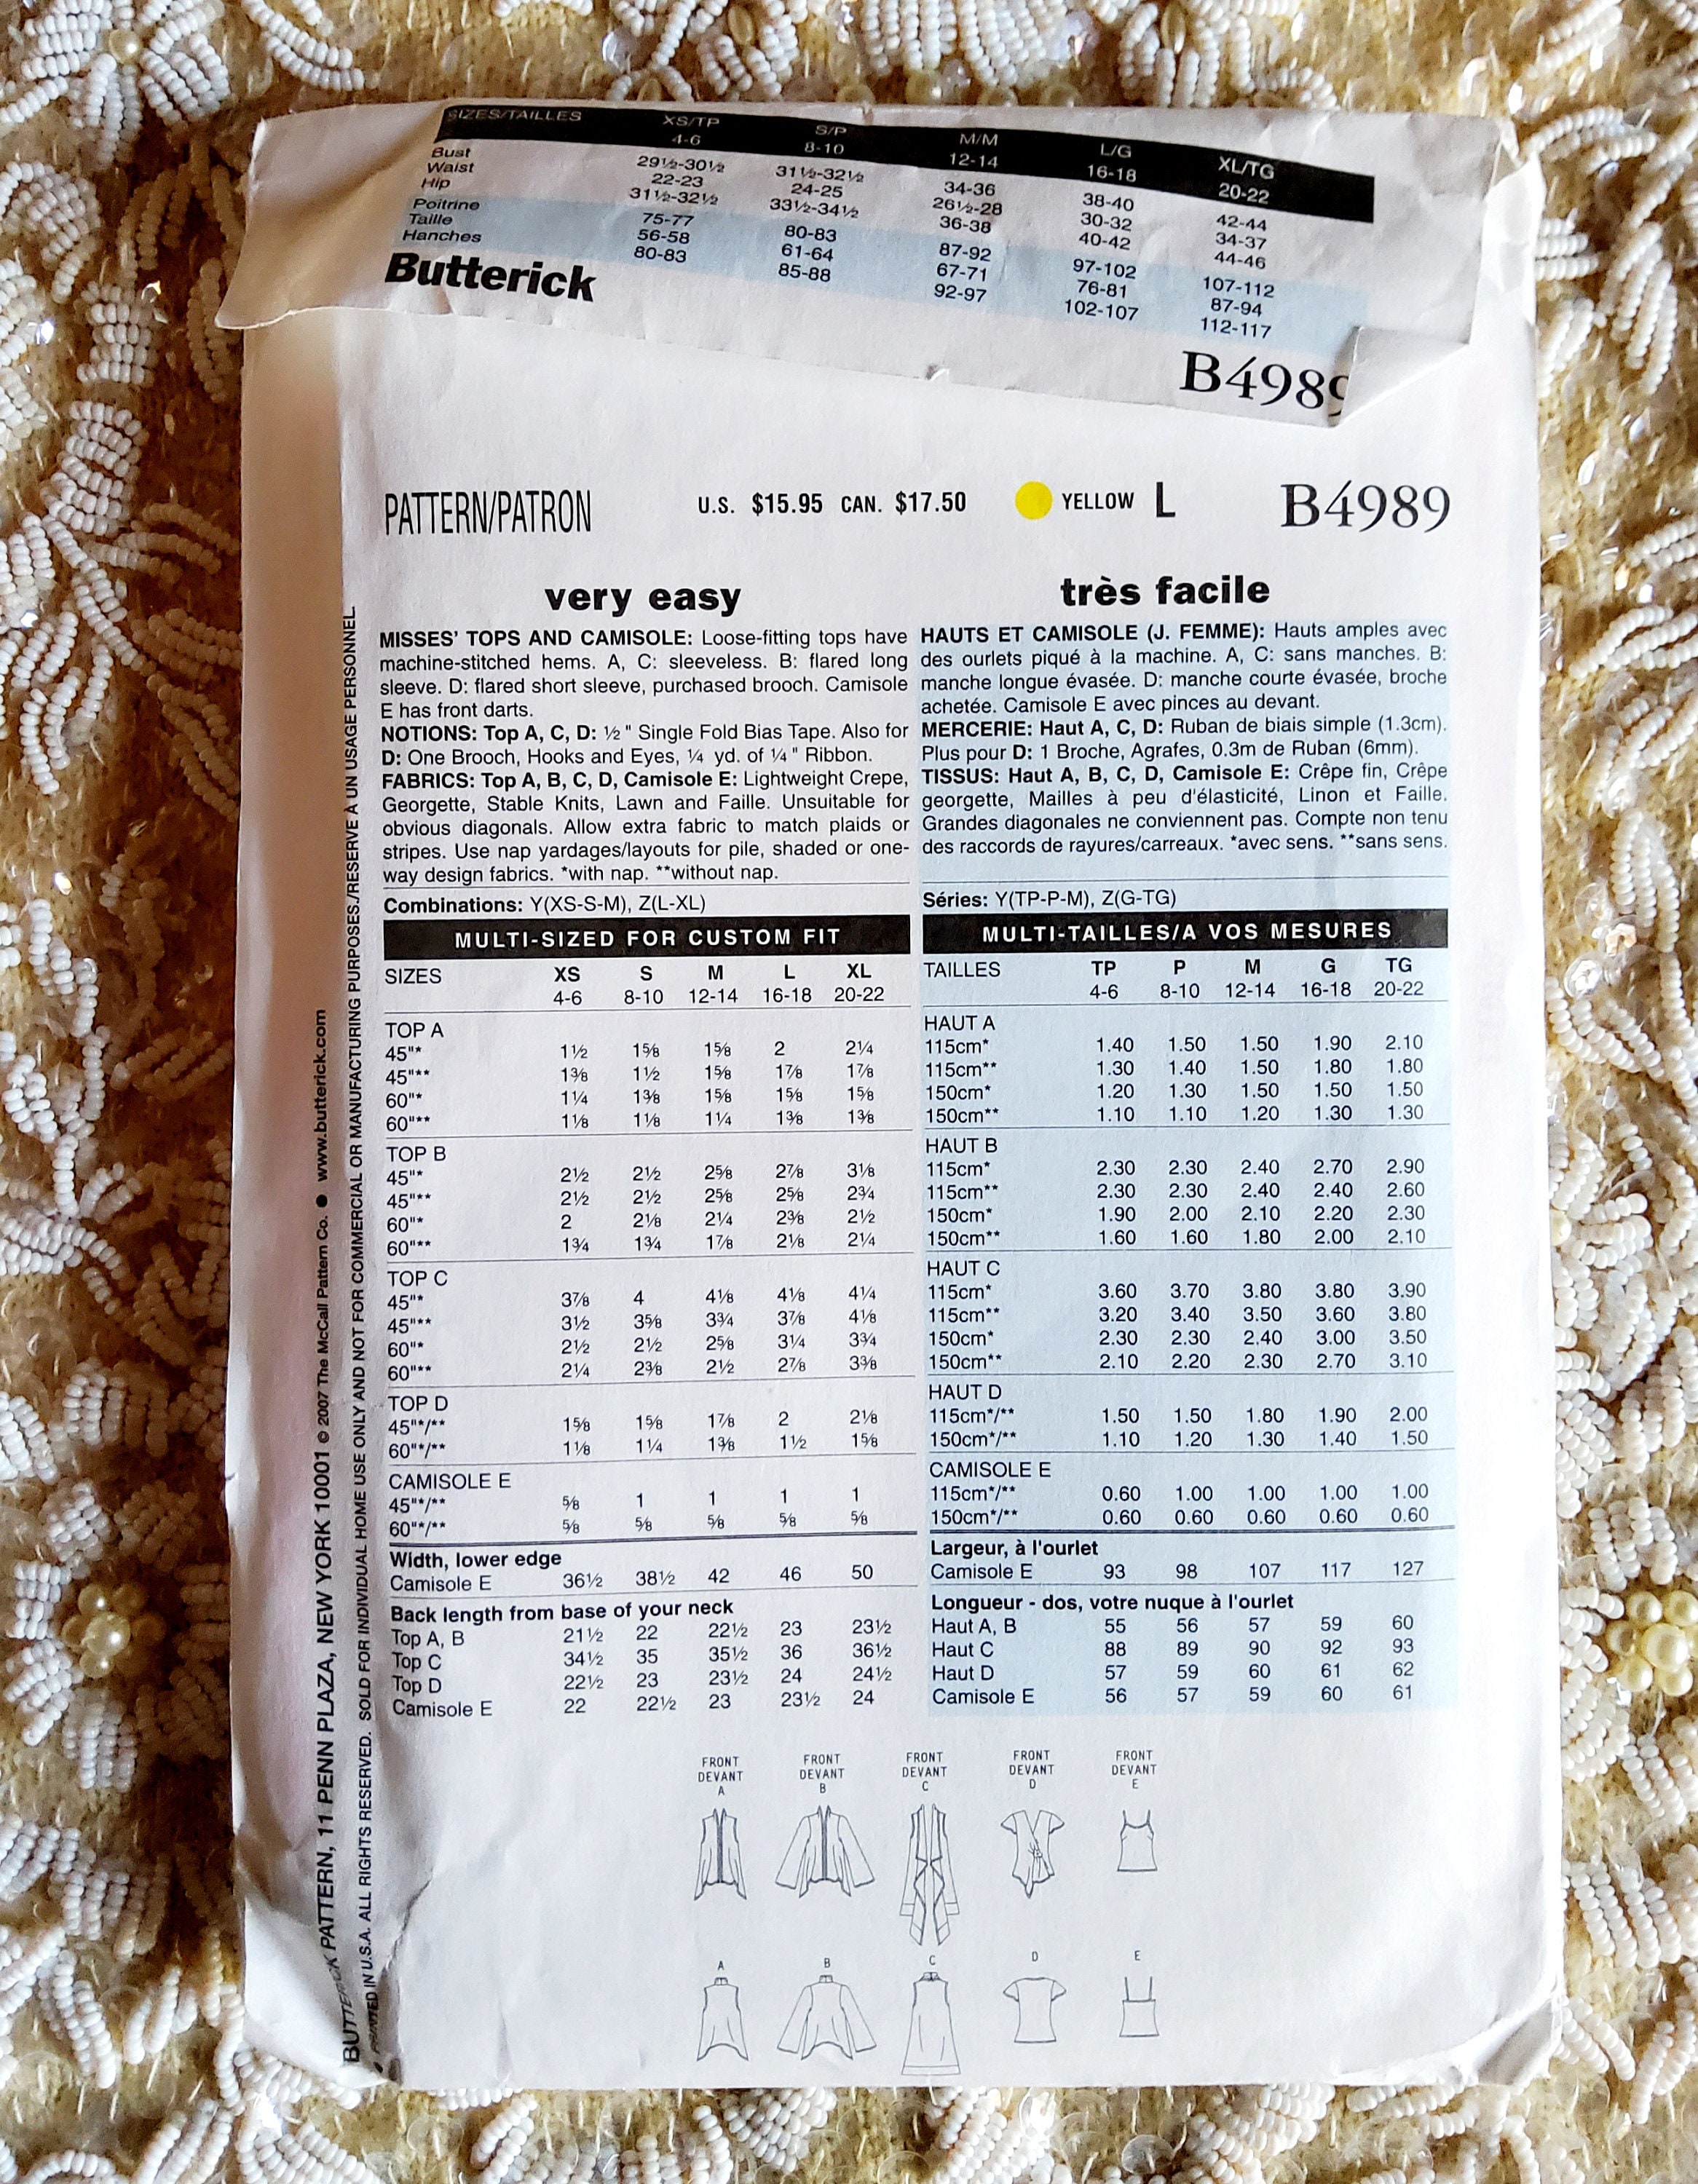 SIZES/TAILLES XS/TP S/P M/M L/G XL/TG
4-6 8-10 12-14 16-18 20-22
Bust 29½-30½ 31½-32½ 34-36 38-40 42-44
Waist 22-23 24-25 26½-28 30-32 34-37
Hip 31½-32½ 33½-34½ 36-38 40-42 44-46
Poitrine 75-77 80-83 87-92 97-102 107-112
Taille 56-58 61-64 67-71 76-81 87-94
Hanches 80-83 85-88 92-97 102-107 112-117
Butterick
B4989
PATTERN/PATRON U.S. $15.95 CAN. $17.50 YELLOW L B4989
very easy
MISSES' TOPS AND CAMISOLE: Loose-fitting tops have
machine-stitched hems. A, C: sleeveless. B: flared long
sleeve. D: flared short sleeve, purchased brooch. Camisole
E has front darts.
NOTIONS: Top A, C, D: ½" Single Fold Bias Tape. Also for
D: One Brooch, Hooks and Eyes, ¼ yd. of ¼" Ribbon.
FABRICS: Top A, B, C, D, Camisole E: Lightweight Crepe,
Georgette, Stable Knits, Lawn and Faille. Unsuitable for
obvious diagonals. Allow extra fabric to match plaids or
stripes. Use nap yardages/layouts for pile, shaded or one-
way design fabrics. *with nap. **without nap.
Combinations: Y(XS-S-M), Z(L-XL)
MULTI-SIZED FOR CUSTOM FIT
SIZES XS S M L XL
4-6 8-10 12-14 16-18 20-22
TOP A
45"* 1½ 1⅝ 1⅝ 2 2¼
45"** 1⅜ 1½ 1⅝ 1⅞ 1⅞
60"* 1¼ 1⅜ 1⅝ 1⅝ 1⅝
60"** 1⅛ 1⅛ 1¼ 1⅜ 1⅜
TOP B
45"* 2½ 2½ 2⅝ 2⅞ 3⅛
45"** 2½ 2½ 2⅝ 2⅝ 2¾
60"* 2 2⅛ 2¼ 2⅜ 2½
60"** 1¾ 1¾ 1⅞ 2⅛ 2¼
TOP C
45"* 3⅞ 4 4⅛ 4⅛ 4¼
45"** 3½ 3⅝ 3¾ 3⅞ 4⅛
60"* 2½ 2½ 2⅝ 3¼ 3¾
60"** 2¼ 2⅜ 2½ 2⅞ 3⅜
TOP D
45"*/** 1⅝ 1⅝ 1⅞ 2 2⅛
60"*/** 1⅛ 1¼ 1⅜ 1½ 1⅝
CAMISOLE E
45"*/** ⅝ 1 1 1 1
60"*/** ⅝ ⅝ ⅝ ⅝ ⅝
Width, lower edge
Camisole E 36½ 38½ 42 46 50
Back length from base of your neck
Top A, B 21½ 22 22½ 23 23½
Top C 34½ 35 35½ 36 36½
Top D 22½ 23 23½ 24 24½
Camisole E 22 22½ 23 23½ 24
très facile
HAUTS ET CAMISOLE (J. FEMME): Hauts amples avec
des ourlets piqué à la machine. A, C: sans manches. B:
manche longue évasée. D: manche courte évasée, broche
achetée. Camisole E avec pinces au devant.
MERCERIE: Haut A, C, D: Ruban de biais simple (1.3cm).
Plus pour D: 1 Broche, Agrafes, 0.3m de Ruban (6mm).
TISSUS: Haut A, B, C, D, Camisole E: Crêpe fin, Crêpe
georgette, Mailles à peu d'élasticité, Linon et Faille.
Grandes diagonales ne conviennent pas. Compte non tenu
des raccords de rayures/carreaux. *avec sens. **sans sens.
Séries: Y(TP-P-M), Z(G-TG)
MULTI-TAILLES/A VOS MESURES
TAILLES TP P M G TG
4-6 8-10 12-14 16-18 20-22
HAUT A
115cm* 1.40 1.50 1.50 1.90 2.10
115cm** 1.30 1.40 1.50 1.80 1.80
150cm* 1.20 1.30 1.50 1.50 1.50
150cm** 1.10 1.10 1.20 1.30 1.30
HAUT B
115cm* 2.30 2.30 2.40 2.70 2.90
115cm** 2.30 2.30 2.40 2.40 2.60
150cm* 1.90 2.00 2.10 2.20 2.30
150cm** 1.60 1.60 1.80 2.00 2.10
HAUT C
115cm* 3.60 3.70 3.80 3.80 3.90
115cm** 3.20 3.40 3.50 3.60 3.80
150cm* 2.30 2.30 2.40 3.00 3.50
150cm** 2.10 2.20 2.30 2.70 3.10
HAUT D
115cm*/** 1.50 1.50 1.80 1.90 2.00
150cm*/** 1.10 1.20 1.30 1.40 1.50
CAMISOLE E
115cm*/** 0.60 1.00 1.00 1.00 1.00
150cm*/** 0.60 0.60 0.60 0.60 0.60
Largeur, à l'ourlet
Camisole E 93 98 107 117 127
Longueur - dos, votre nuque à l'ourlet
Haut A, B 55 56 57 59 60
Haut C 88 89 90 92 93
Haut D 57 59 60 61 62
Camisole E 56 57 59 60 61
FRONT FRONT FRONT FRONT FRONT
DEVANT DEVANT DEVANT DEVANT DEVANT
A B C D E
A B C D E
BUTTERICK PATTERN, 11 PENN PLAZA, NEW YORK 10001 © 2007 The McCall Pattern Co. ● www.butterick.com
● PRINTED IN U.S.A. ALL RIGHTS RESERVED. SOLD FOR INDIVIDUAL HOME USE ONLY AND NOT FOR COMMERCIAL OR MANUFACTURING PURPOSES./RESERVE À UN USAGE PERSONNEL